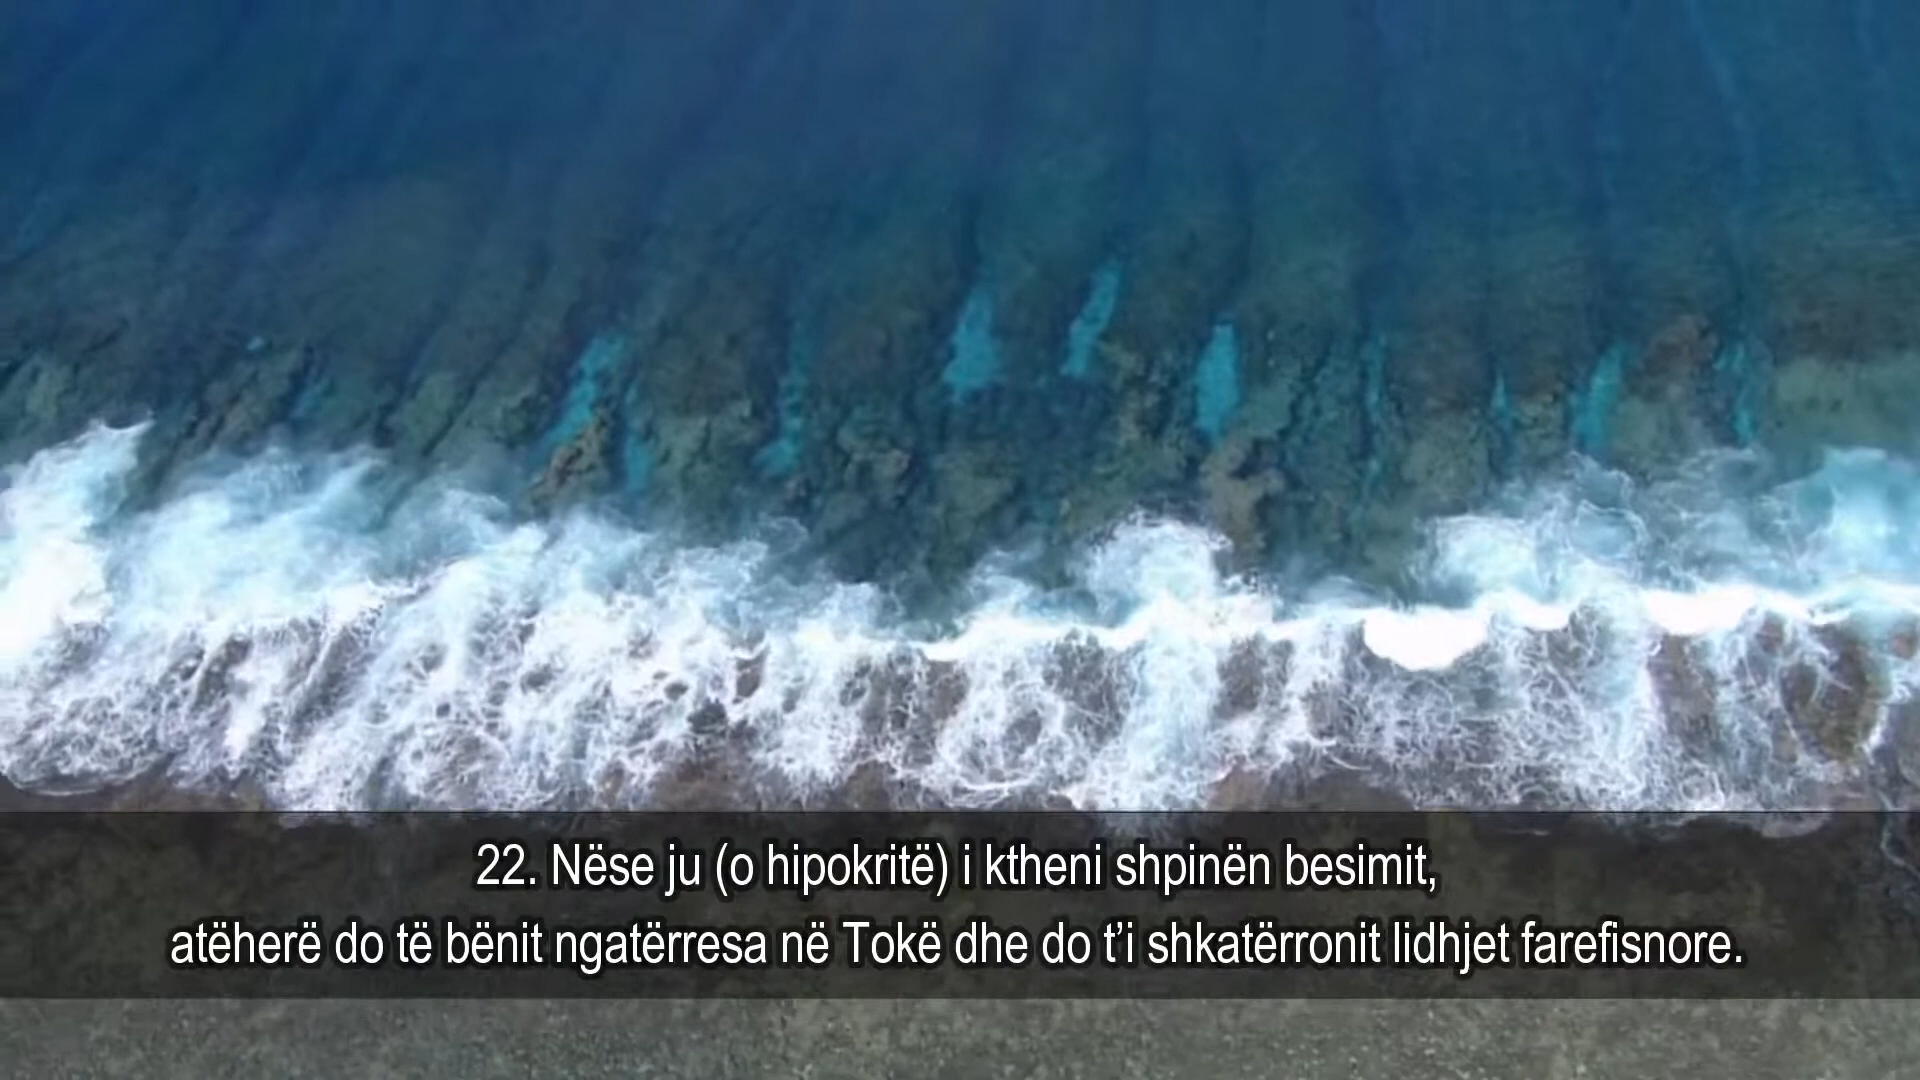 22. Nëse ju (o hipokritë) i ktheni shpinën besimit,
atëherë do të bënit ngatërresa në Tokë dhe do t’i shkatërronit lidhjet farefisnore.